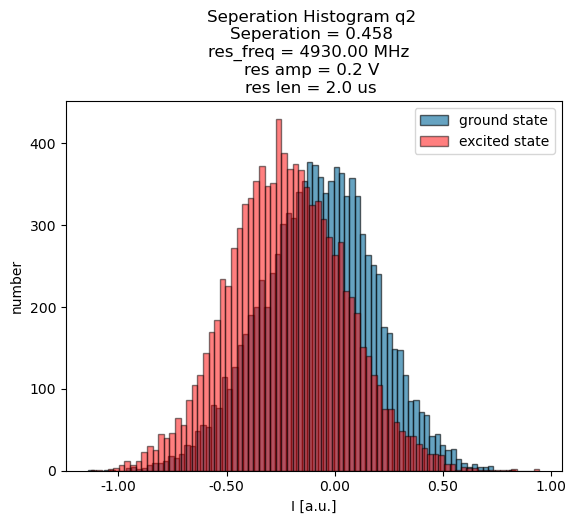 Seperation Histogram q2
Seperation = 0.458
res_freq = 4930.00 MHz
res amp = 0.2 V
res len = 2.0 us
ground state
excited state
400
300
200
100
0
number
-1.00
-0.50
0.00
0.50
1.00
I [a.u.]